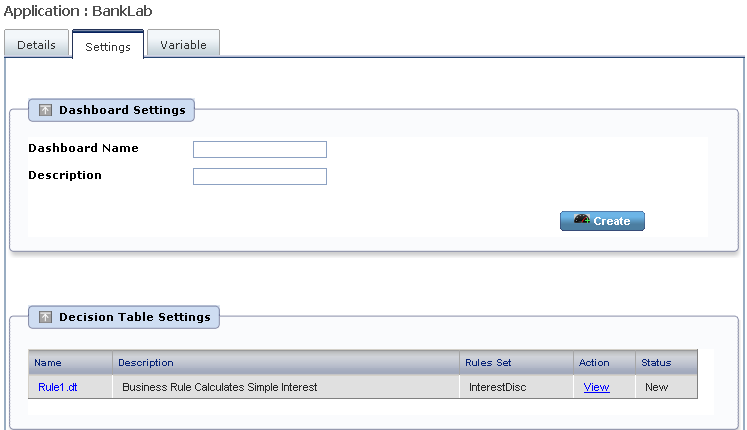 Application : BankLab
Details Settings Variable
Dashboard Settings
Dashboard Name
Description
Create
Decision Table Settings
Name Description Rules Set Action Status
Rule1.dt Business Rule Calculates Simple Interest InterestDisc View New